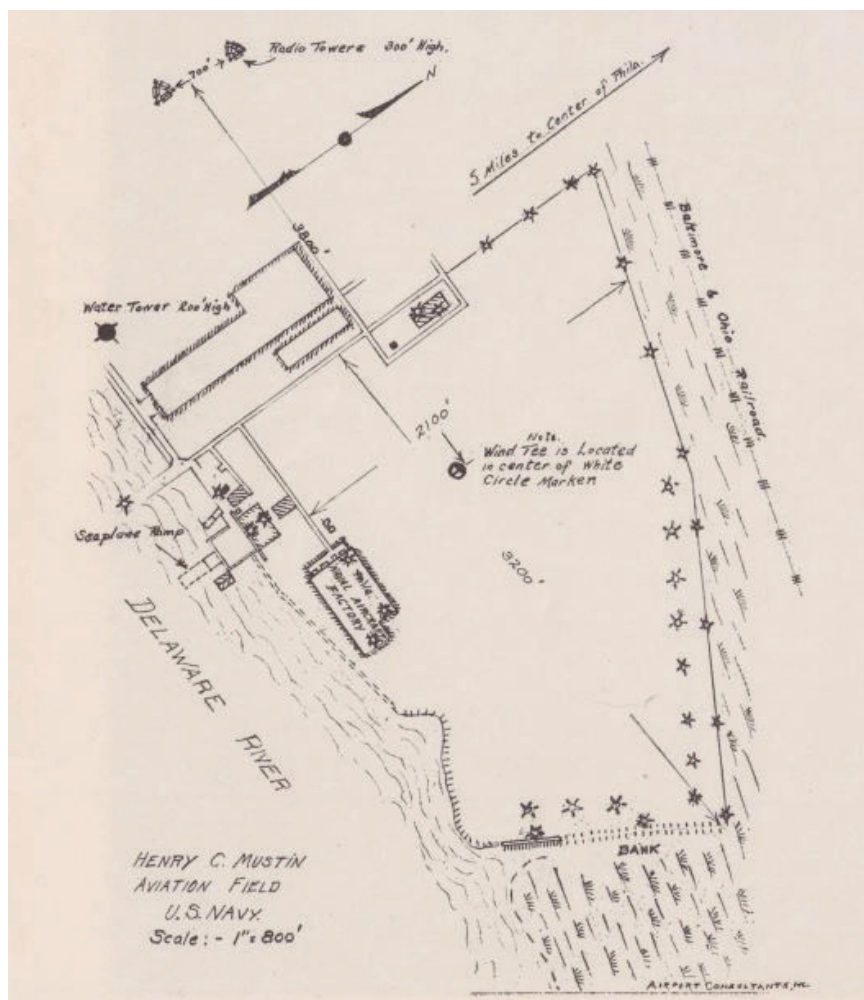 Radio Towers 300' High.
700'
N
5 Miles to Center of Phila.
3800'
Baltimore & Ohio Railroad.
Water Tower 200' High
2100'
Note.
Wind Tee is Located
in center of White
Circle Marker
Seaplane Ramp
3200'
NAVAL AIRCRAFT
FACTORY
DELAWARE RIVER
BANK
HENRY C. MUSTIN
AVIATION FIELD
U.S. NAVY.
Scale:- 1"= 800'
AIRPORT CONSULTANTS, INC.